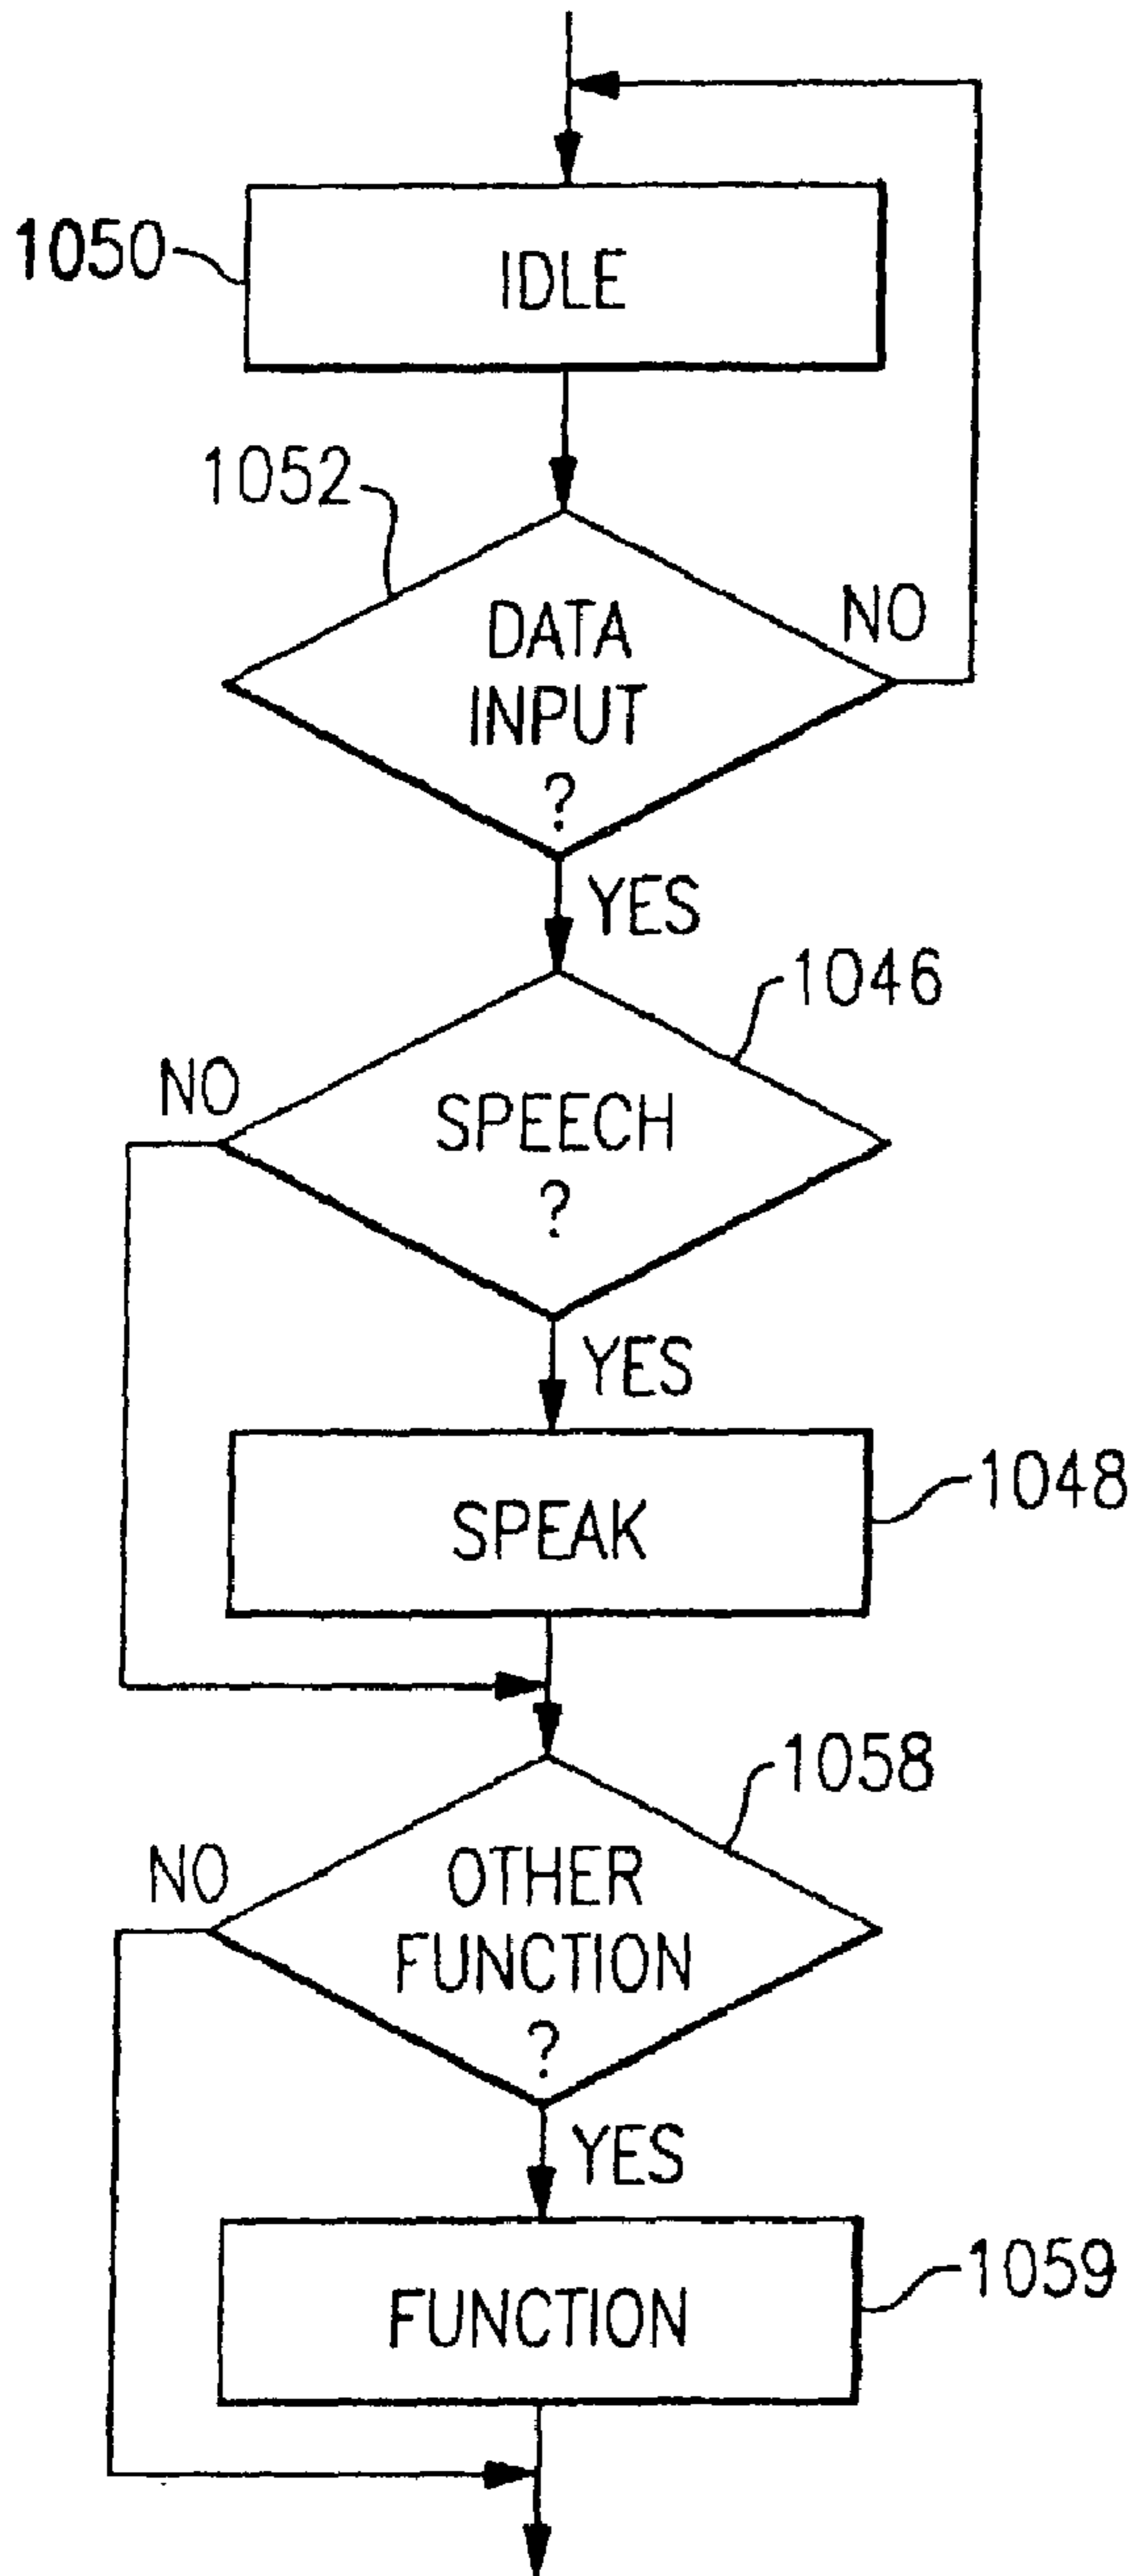 1050
IDLE
1052
DATA
INPUT
?
NO
YES
1046
NO
SPEECH
?
YES
1048
SPEAK
1058
NO
OTHER
FUNCTION
?
YES
1059
FUNCTION